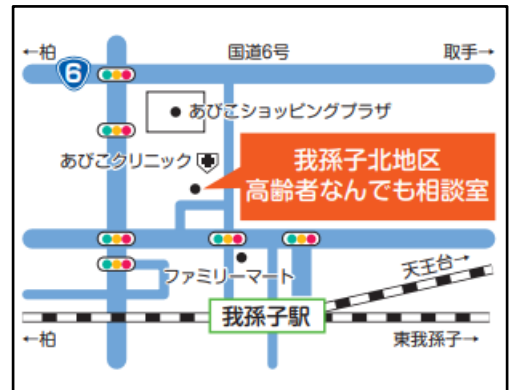 ←柏
国道6号
取手→
6
あびこショッピングプラザ
あびこクリニック
我孫子北地区
高齢者なんでも相談室
ファミリーマート
天王台→
我孫子駅
←柏
東我孫子→